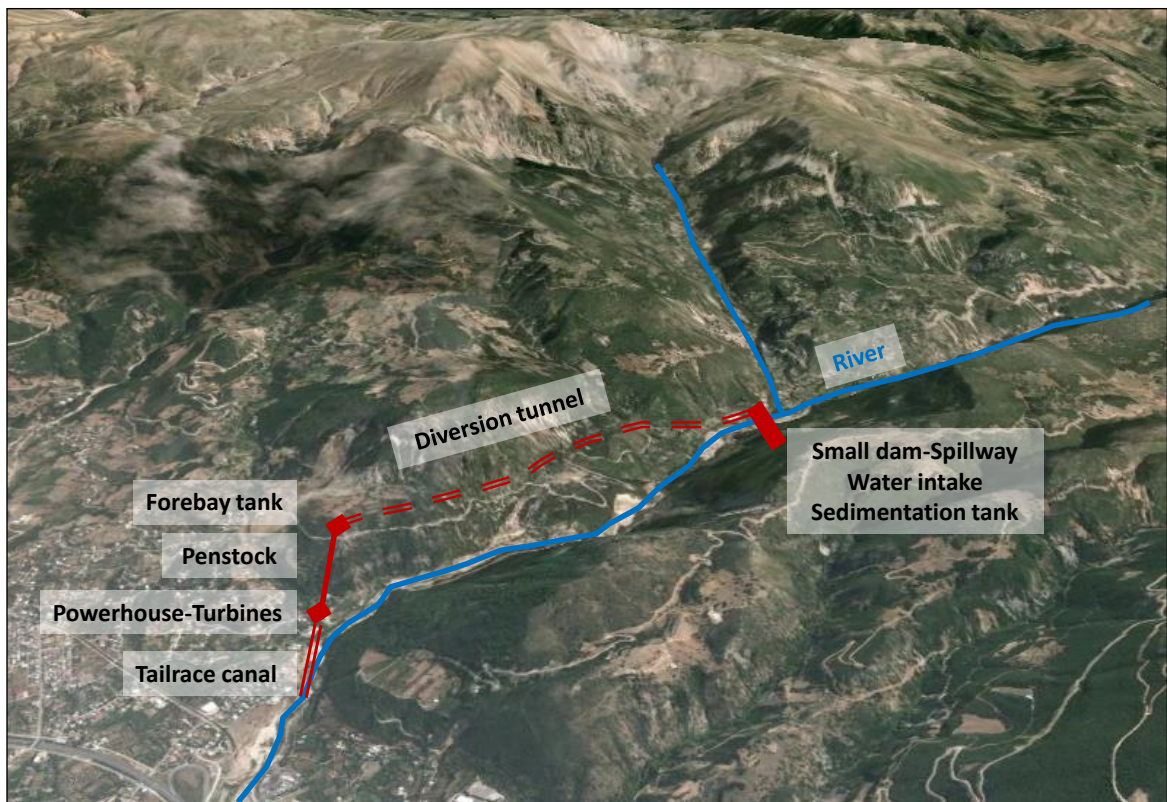 River
Diversion tunnel
Small dam-Spillway
Water intake
Sedimentation tank
Forebay tank
Penstock
Powerhouse-Turbines
Tailrace canal